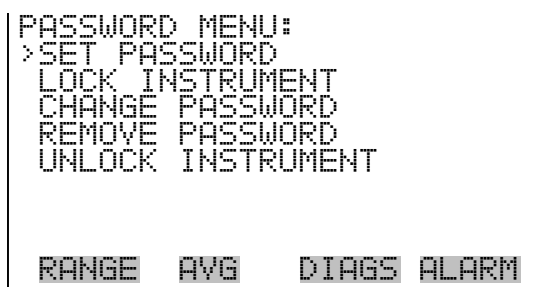 PASSWORD MENU:
>SET PASSWORD
LOCK INSTRUMENT
CHANGE PASSWORD
REMOVE PASSWORD
UNLOCK INSTRUMENT
RANGE AVG DIAGS ALARM